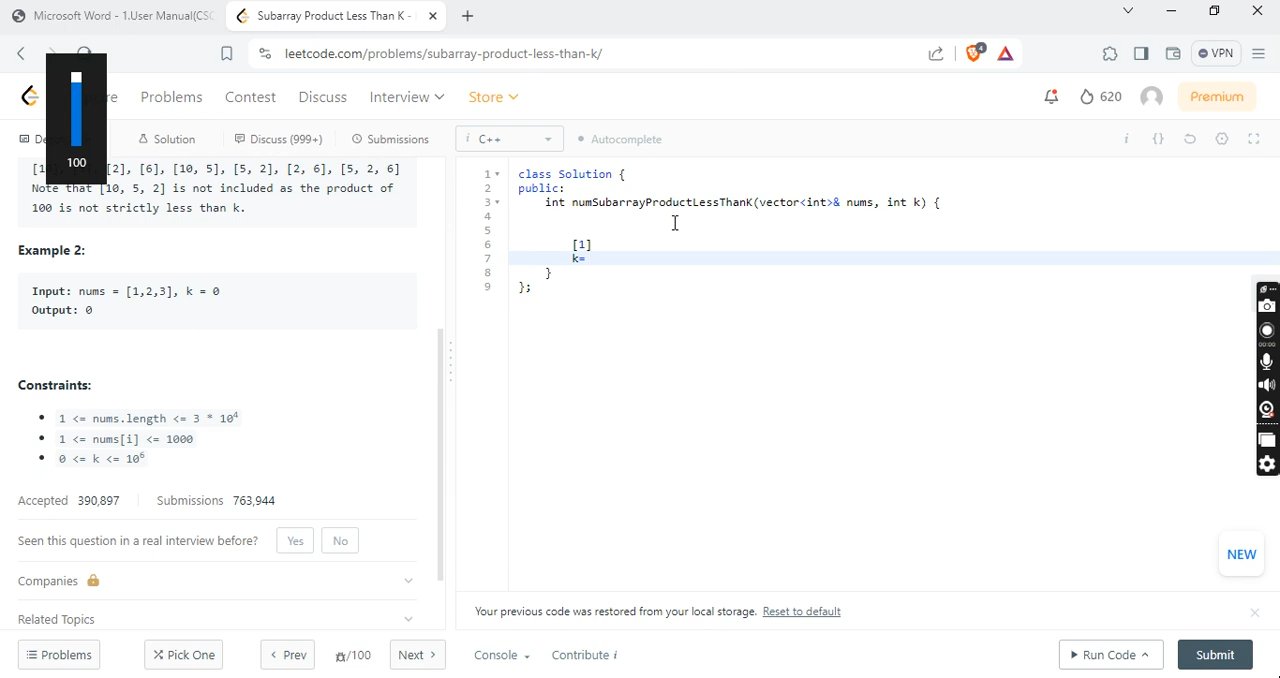 Microsoft Word - 1.User Manual(CSC
Subarray Product Less Than K -
leetcode.com/problems/subarray-product-less-than-k/
4
VPN
Problems
Contest
Discuss
Interview
Store
620
Premium
100
Solution
Discuss (999+)
Submissions
i C++
Autocomplete
[2], [6], [10, 5], [5, 2], [2, 6], [5, 2, 6]
Note that [10, 5, 2] is not included as the product of
100 is not strictly less than k.
Example 2:
Input: nums = [1,2,3], k = 0
Output: 0
Constraints:
1 <= nums.length <= 3 * 10⁴
1 <= nums[i] <= 1000
0 <= k <= 10⁶
Accepted 390,897
Submissions 763,944
Seen this question in a real interview before?
Yes
No
Companies
Related Topics
1 class Solution {
2 public:
3 int numSubarrayProductLessThanK(vector<int>& nums, int k) {
4
5
6 [1]
7 k=
8 }
9 };
00:00
NEW
Your previous code was restored from your local storage. Reset to default
Problems
Pick One
Prev
/100
Next
Console
Contribute i
Run Code
Submit